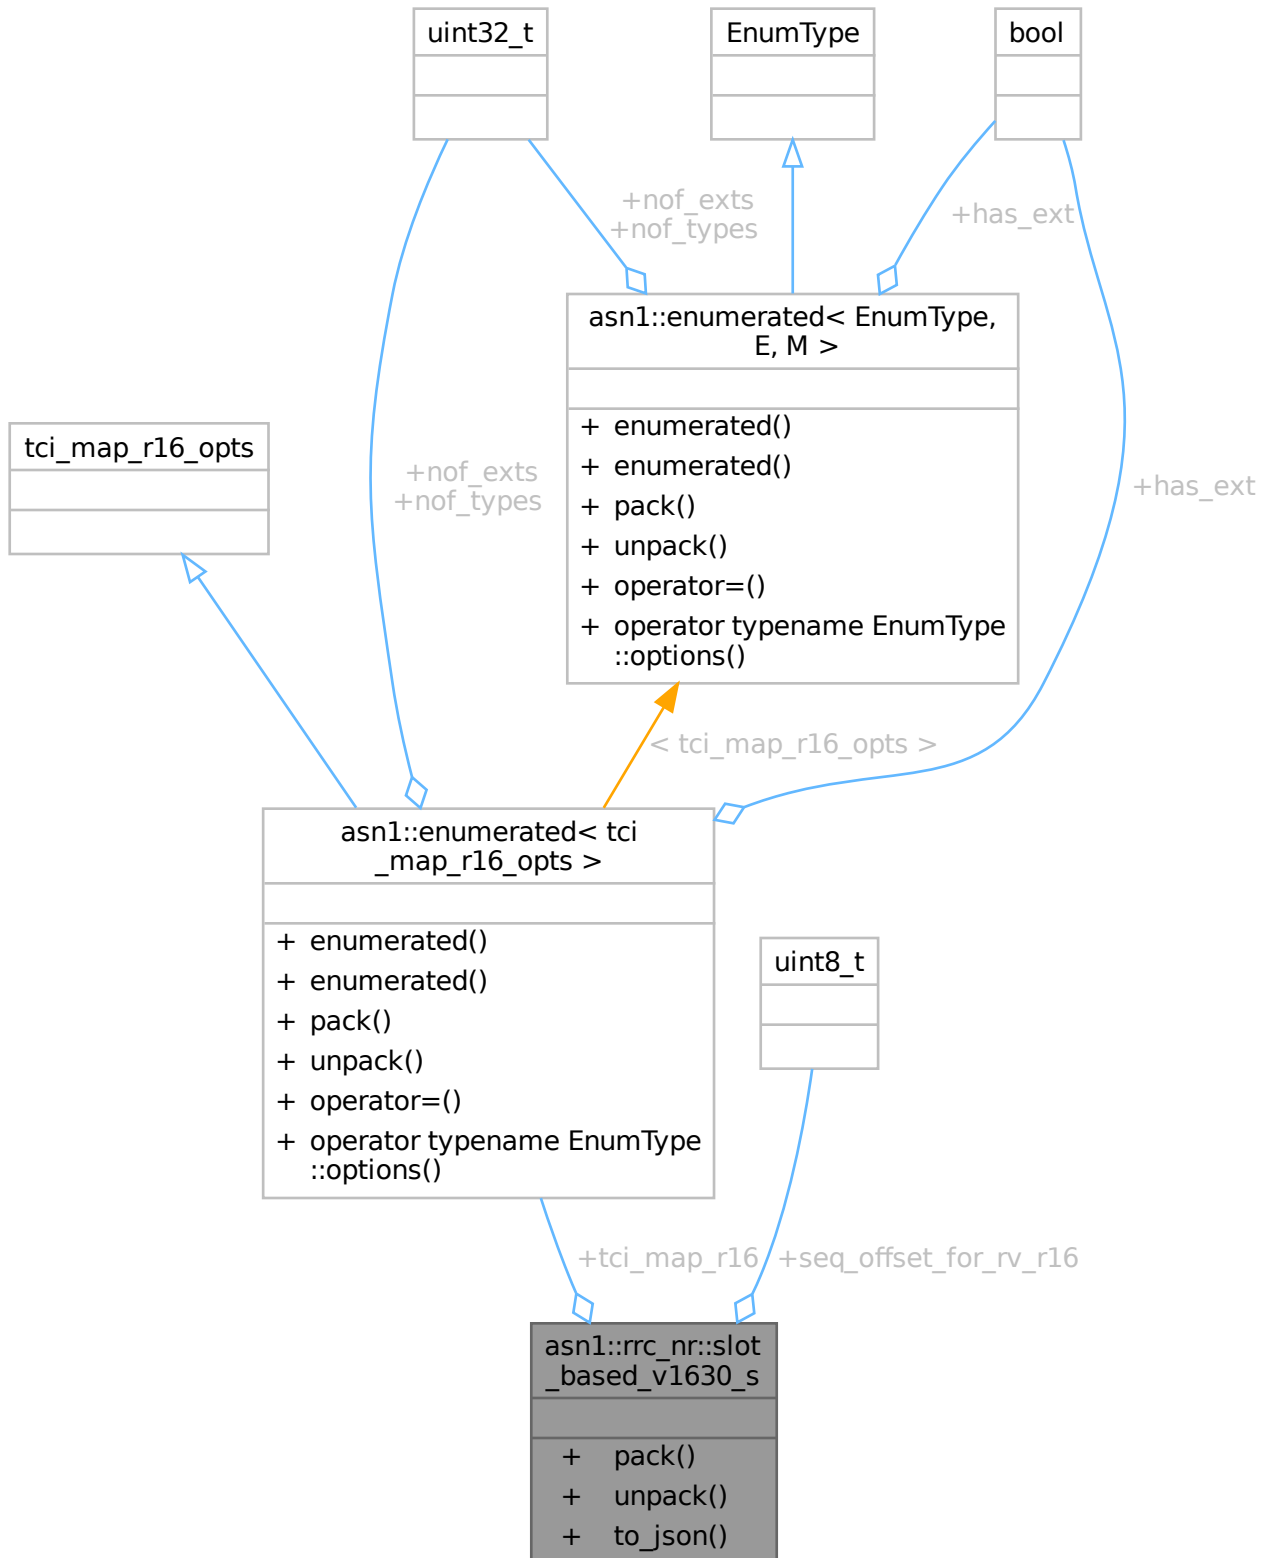 uint32_t
EnumType
bool
+nof_exts
+nof_types
+has_ext
asn1::enumerated< EnumType,
E, M >
+ enumerated()
+ enumerated()
+ pack()
+ unpack()
+ operator=()
+ operator typename EnumType
::options()
tci_map_r16_opts
+nof_exts
+nof_types
+has_ext
< tci_map_r16_opts >
asn1::enumerated< tci
_map_r16_opts >
+ enumerated()
+ enumerated()
+ pack()
+ unpack()
+ operator=()
+ operator typename EnumType
::options()
uint8_t
+tci_map_r16
+seq_offset_for_rv_r16
asn1::rrc_nr::slot
_based_v1630_s
+ pack()
+ unpack()
+ to_json()